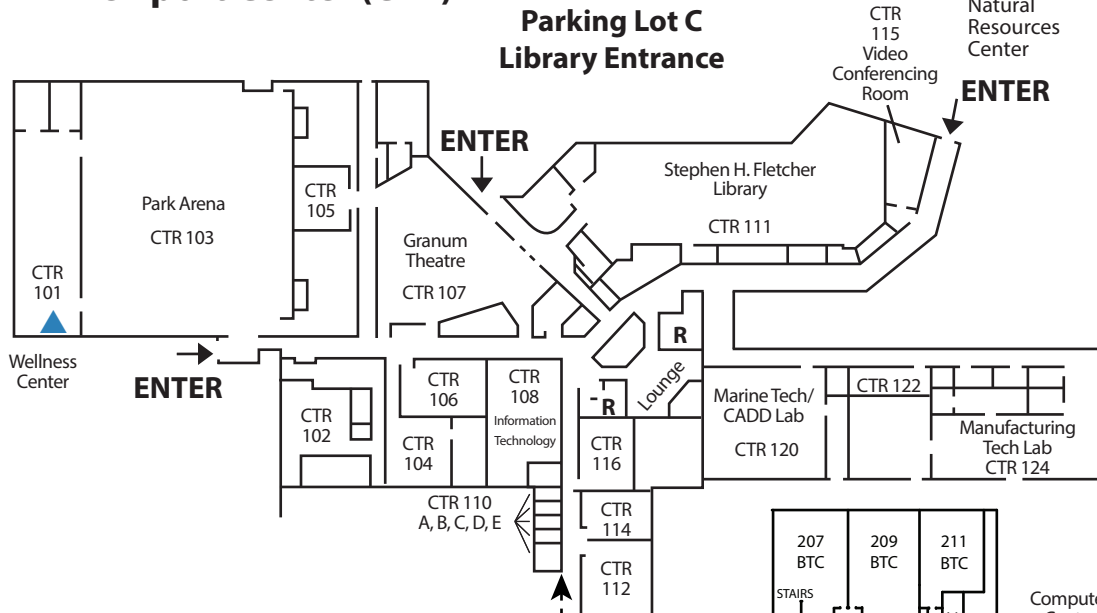 Parking Lot C
Library Entrance
CTR
115
Video
Conferencing
Room
Natural
Resources
Center
ENTER
ENTER
Stephen H. Fletcher
Library
CTR 111
Park Arena
CTR 103
CTR
105
Granum
Theatre
CTR 107
CTR
101
Wellness
Center
ENTER
R
Lounge
R
CTR
102
CTR
106
CTR
104
CTR
108
Information
Technology
CTR
116
Marine Tech/
CADD Lab
CTR 120
CTR 122
Manufacturing
Tech Lab
CTR 124
CTR 110
A, B, C, D, E
CTR
114
CTR
112
207
BTC
209
BTC
211
BTC
STAIRS